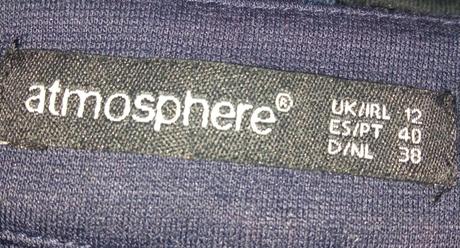 atmosphere®
UK/IRL 12
ES/PT 40
D/NL 38